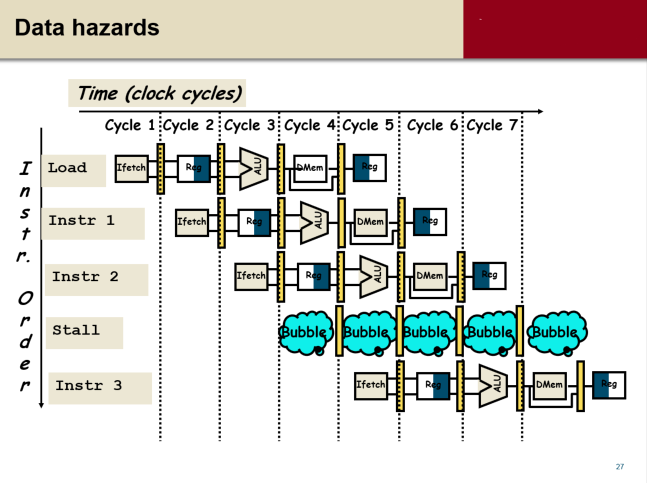 Data hazards
Time (clock cycles)
Cycle 1 Cycle 2 Cycle 3 Cycle 4 Cycle 5 Cycle 6 Cycle 7
Instr. Order
Load Ifetch Reg ALU DMem Reg
Instr 1 Ifetch Reg ALU DMem Reg
Instr 2 Ifetch Reg ALU DMem Reg
Stall Bubble Bubble Bubble Bubble Bubble
Instr 3 Ifetch Reg ALU DMem Reg
27